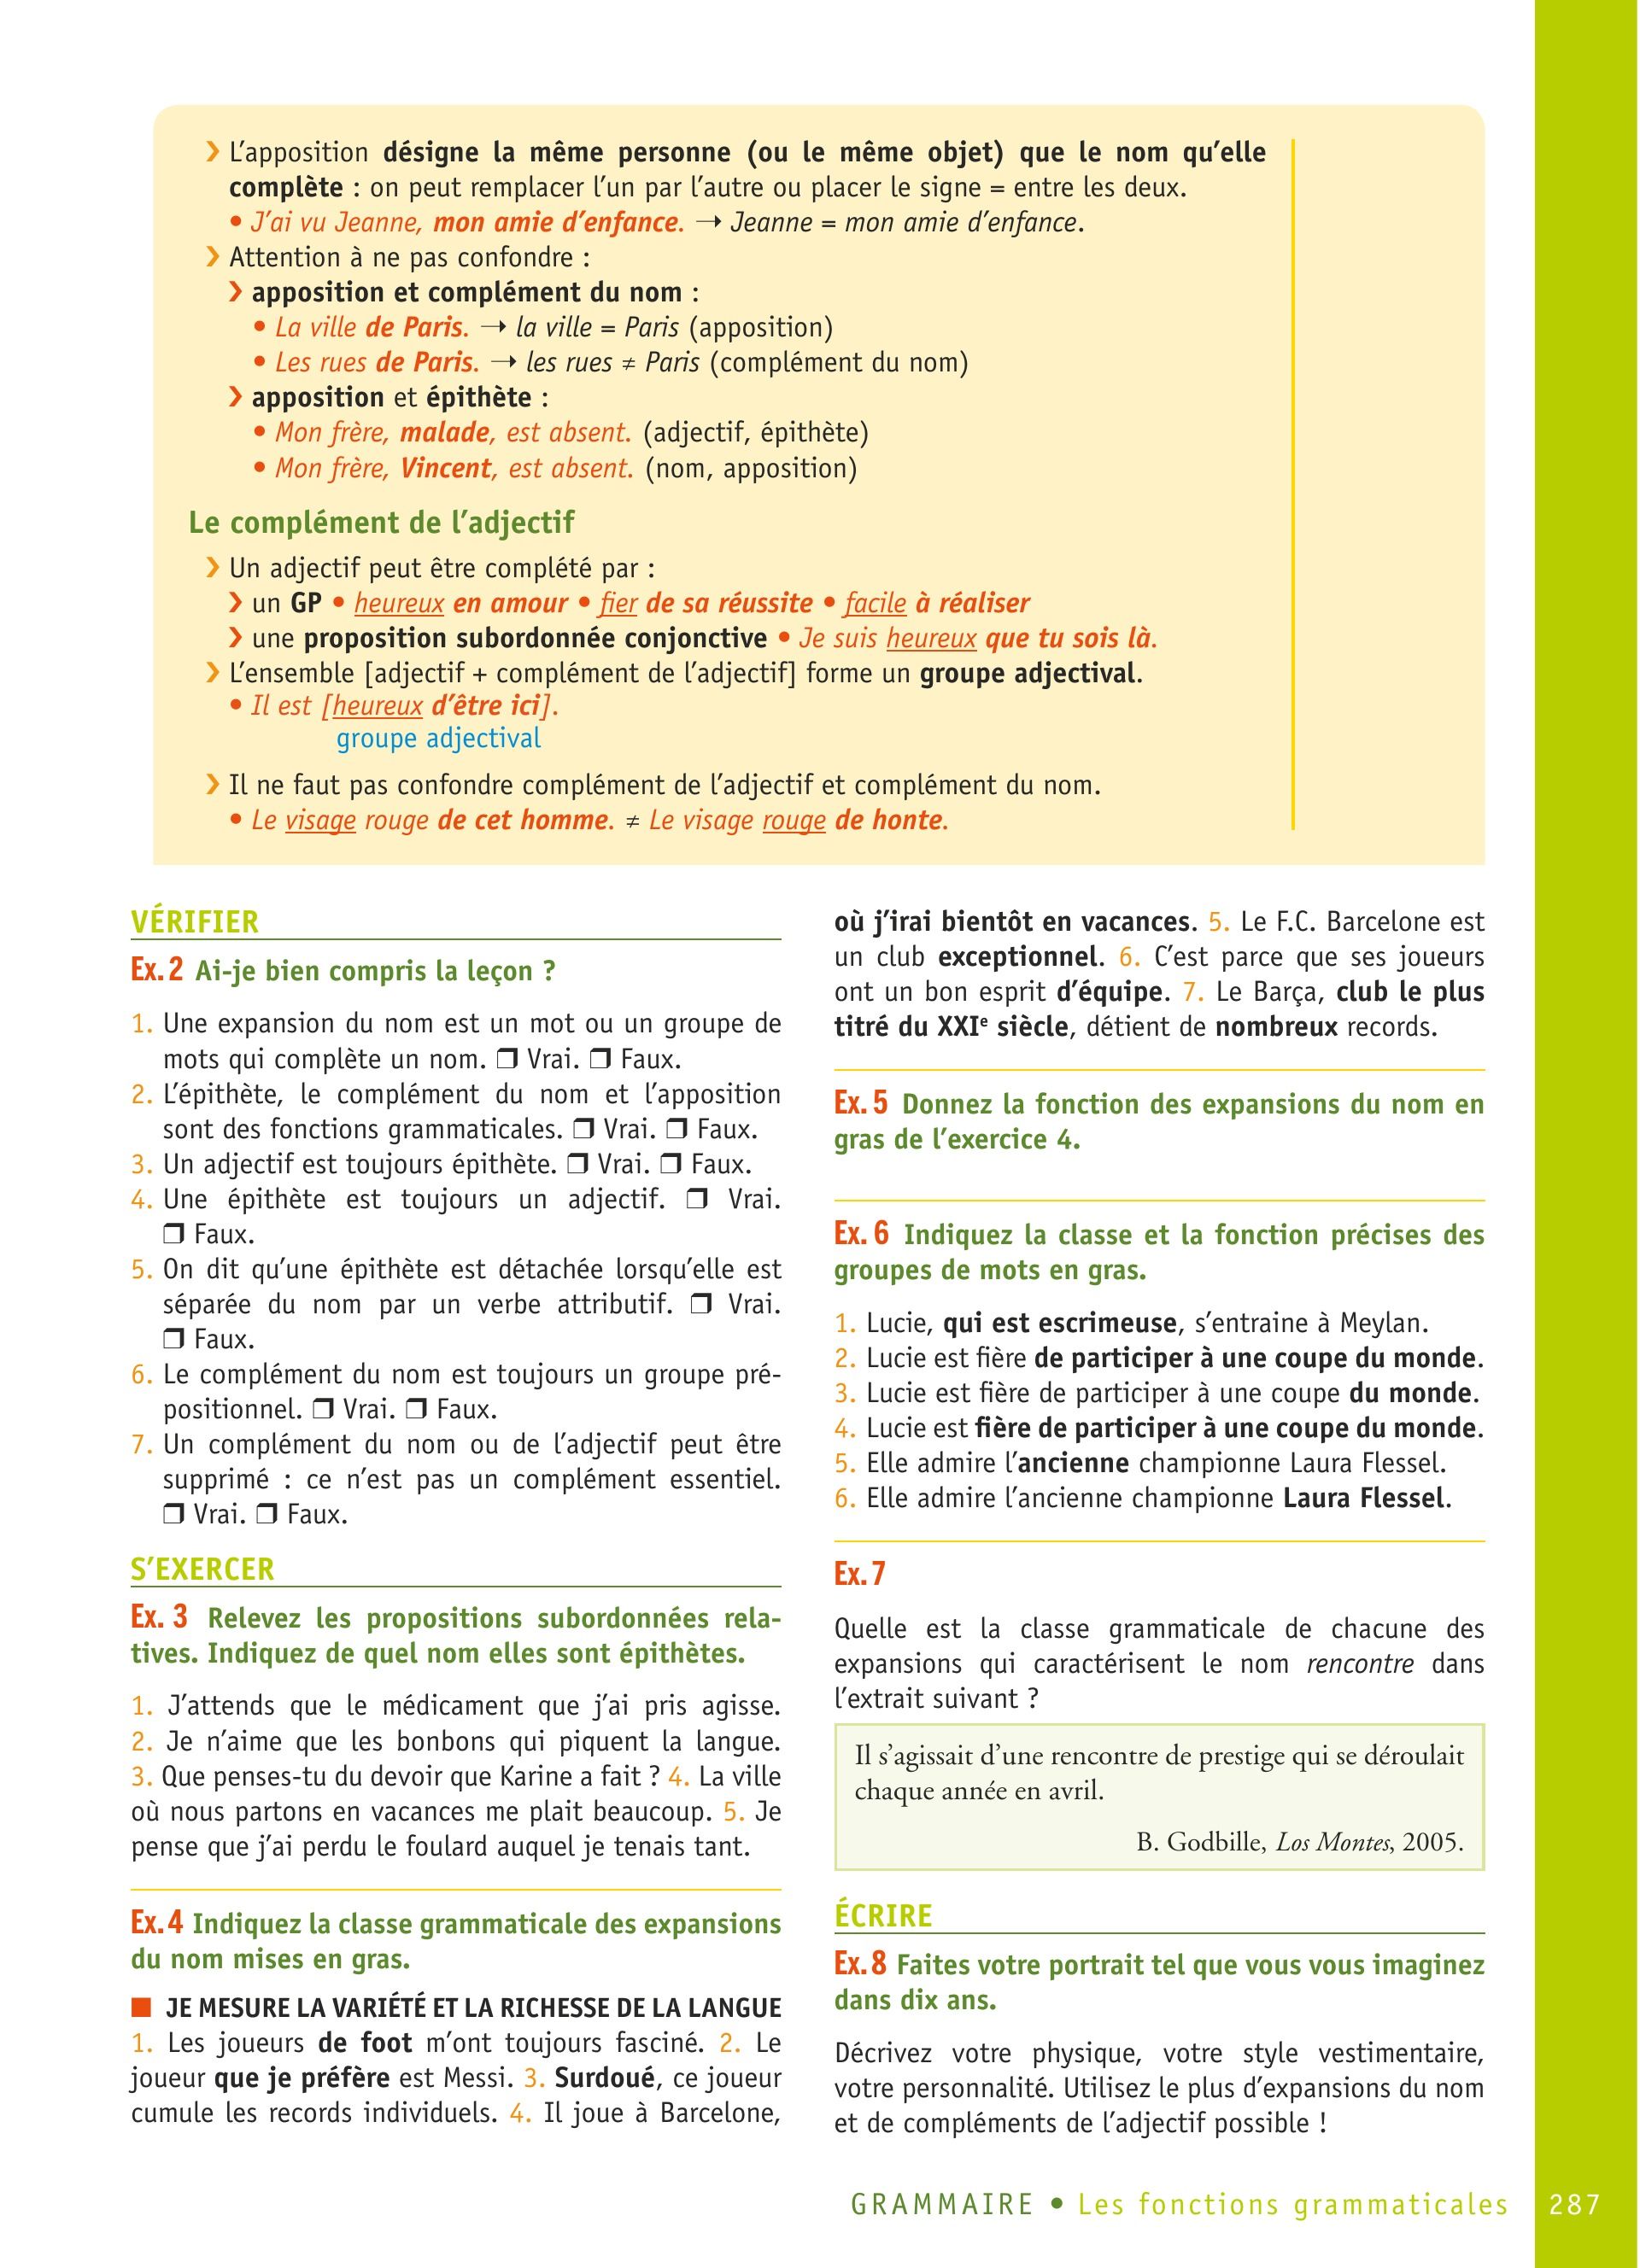 › L’apposition désigne la même personne (ou le même objet) que le nom qu’elle
complète : on peut remplacer l’un par l’autre ou placer le signe = entre les deux.
• J’ai vu Jeanne, mon amie d’enfance. → Jeanne = mon amie d’enfance.
› Attention à ne pas confondre :
› apposition et complément du nom :
• La ville de Paris. → la ville = Paris (apposition)
• Les rues de Paris. → les rues ≠ Paris (complément du nom)
› apposition et épithète :
• Mon frère, malade, est absent. (adjectif, épithète)
• Mon frère, Vincent, est absent. (nom, apposition)
Le complément de l’adjectif
› Un adjectif peut être complété par :
› un GP • heureux en amour • fier de sa réussite • facile à réaliser
› une proposition subordonnée conjonctive • Je suis heureux que tu sois là.
› L’ensemble [adjectif + complément de l’adjectif] forme un groupe adjectival.
• Il est [heureux d’être ici].
groupe adjectival
› Il ne faut pas confondre complément de l’adjectif et complément du nom.
• Le visage rouge de cet homme. ≠ Le visage rouge de honte.
VÉRIFIER
Ex. 2 Ai-je bien compris la leçon ?
1. Une expansion du nom est un mot ou un groupe de
mots qui complète un nom. ❒ Vrai. ❒ Faux.
2. L’épithète, le complément du nom et l’apposition
sont des fonctions grammaticales. ❒ Vrai. ❒ Faux.
3. Un adjectif est toujours épithète. ❒ Vrai. ❒ Faux.
4. Une épithète est toujours un adjectif. ❒ Vrai.
❒ Faux.
5. On dit qu’une épithète est détachée lorsqu’elle est
séparée du nom par un verbe attributif. ❒ Vrai.
❒ Faux.
6. Le complément du nom est toujours un groupe pré-
positionnel. ❒ Vrai. ❒ Faux.
7. Un complément du nom ou de l’adjectif peut être
supprimé : ce n’est pas un complément essentiel.
❒ Vrai. ❒ Faux.
S’EXERCER
Ex. 3 Relevez les propositions subordonnées rela-
tives. Indiquez de quel nom elles sont épithètes.
1. J’attends que le médicament que j’ai pris agisse.
2. Je n’aime que les bonbons qui piquent la langue.
3. Que penses-tu du devoir que Karine a fait ? 4. La ville
où nous partons en vacances me plait beaucoup. 5. Je
pense que j’ai perdu le foulard auquel je tenais tant.
Ex. 4 Indiquez la classe grammaticale des expansions
du nom mises en gras.
■ JE MESURE LA VARIÉTÉ ET LA RICHESSE DE LA LANGUE
1. Les joueurs de foot m’ont toujours fasciné. 2. Le
joueur que je préfère est Messi. 3. Surdoué, ce joueur
cumule les records individuels. 4. Il joue à Barcelone,
où j’irai bientôt en vacances. 5. Le F.C. Barcelone est
un club exceptionnel. 6. C’est parce que ses joueurs
ont un bon esprit d’équipe. 7. Le Barça, club le plus
titré du XXIe siècle, détient de nombreux records.
Ex. 5 Donnez la fonction des expansions du nom en
gras de l’exercice 4.
Ex. 6 Indiquez la classe et la fonction précises des
groupes de mots en gras.
1. Lucie, qui est escrimeuse, s’entraine à Meylan.
2. Lucie est fière de participer à une coupe du monde.
3. Lucie est fière de participer à une coupe du monde.
4. Lucie est fière de participer à une coupe du monde.
5. Elle admire l’ancienne championne Laura Flessel.
6. Elle admire l’ancienne championne Laura Flessel.
Ex. 7
Quelle est la classe grammaticale de chacune des
expansions qui caractérisent le nom rencontre dans
l’extrait suivant ?
Il s’agissait d’une rencontre de prestige qui se déroulait
chaque année en avril.
B. Godbille, Los Montes, 2005.
ÉCRIRE
Ex. 8 Faites votre portrait tel que vous vous imaginez
dans dix ans.
Décrivez votre physique, votre style vestimentaire,
votre personnalité. Utilisez le plus d’expansions du nom
et de compléments de l’adjectif possible !
GRAMMAIRE • Les fonctions grammaticales 287